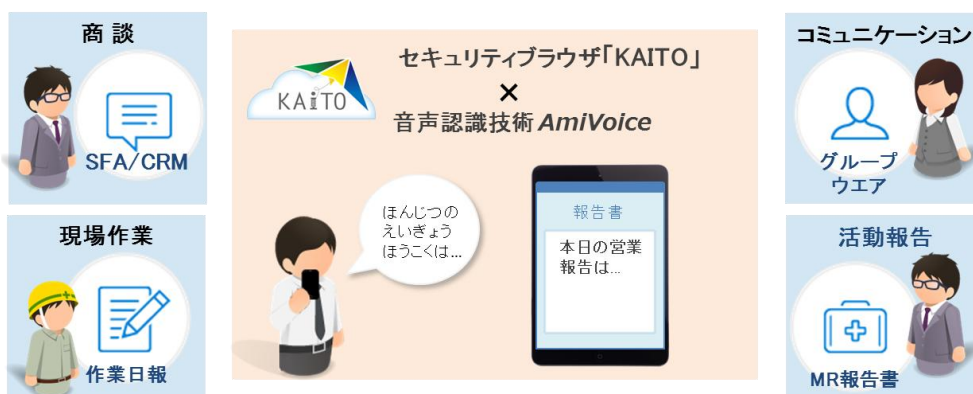 商談
SFA/CRM
現場作業
作業日報
KAiTO
セキュリティブラウザ「KAITO」
×
音声認識技術 AmiVoice
ほんじつの
えいぎょう
ほうこくは...
報告書
本日の営業
報告は...
コミュニケーション
グループ
ウエア
活動報告
MR報告書